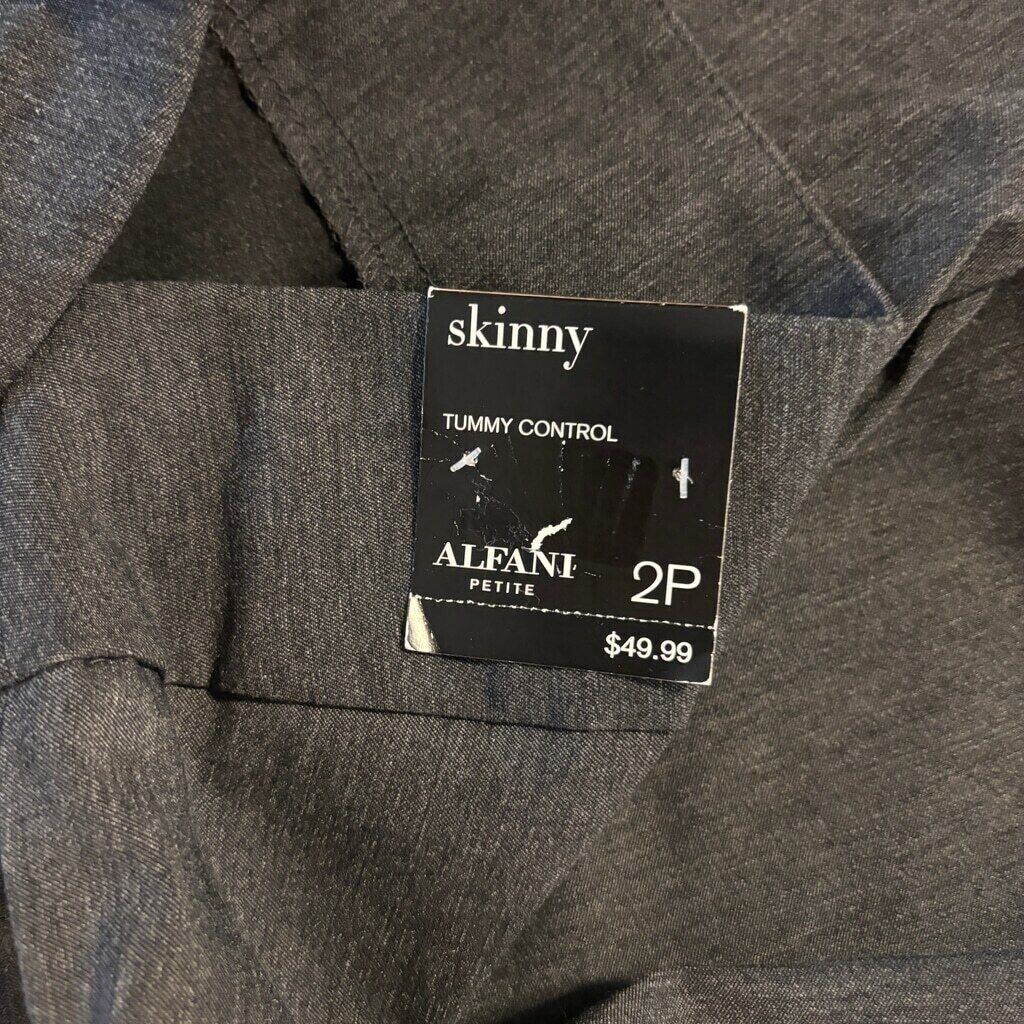 skinny
TUMMY CONTROL
ALFANI
PETITE
2P
$49.99